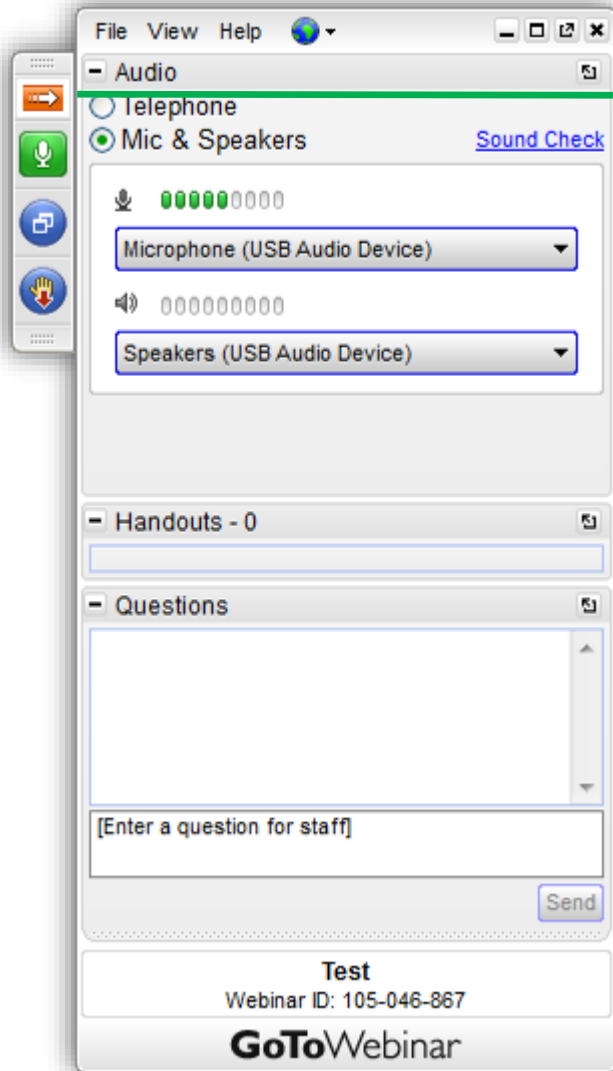 File View Help
Audio
Telephone
Mic & Speakers Sound Check
Microphone (USB Audio Device)
Speakers (USB Audio Device)
Handouts - 0
Questions
[Enter a question for staff]
Send
Test
Webinar ID: 105-046-867
GoToWebinar